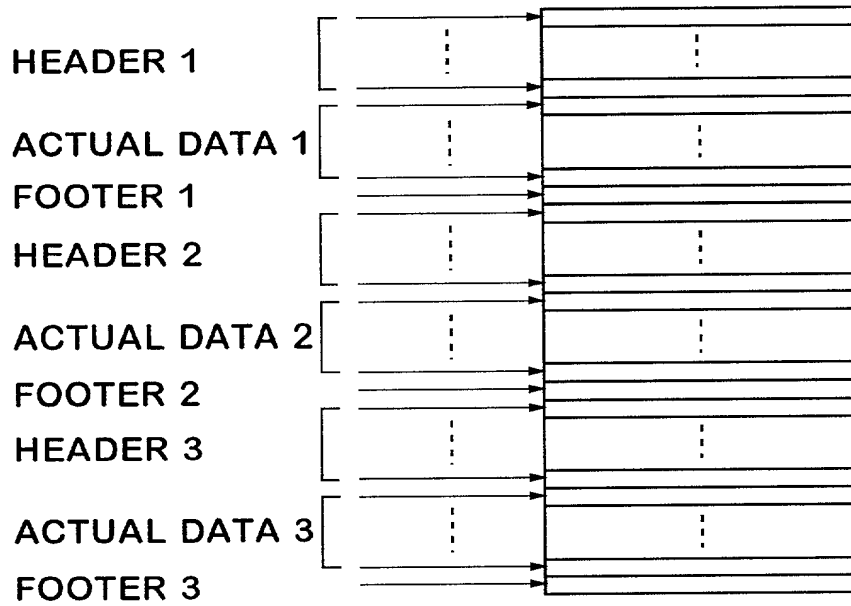 HEADER 1
ACTUAL DATA 1
FOOTER 1
HEADER 2
ACTUAL DATA 2
FOOTER 2
HEADER 3
ACTUAL DATA 3
FOOTER 3